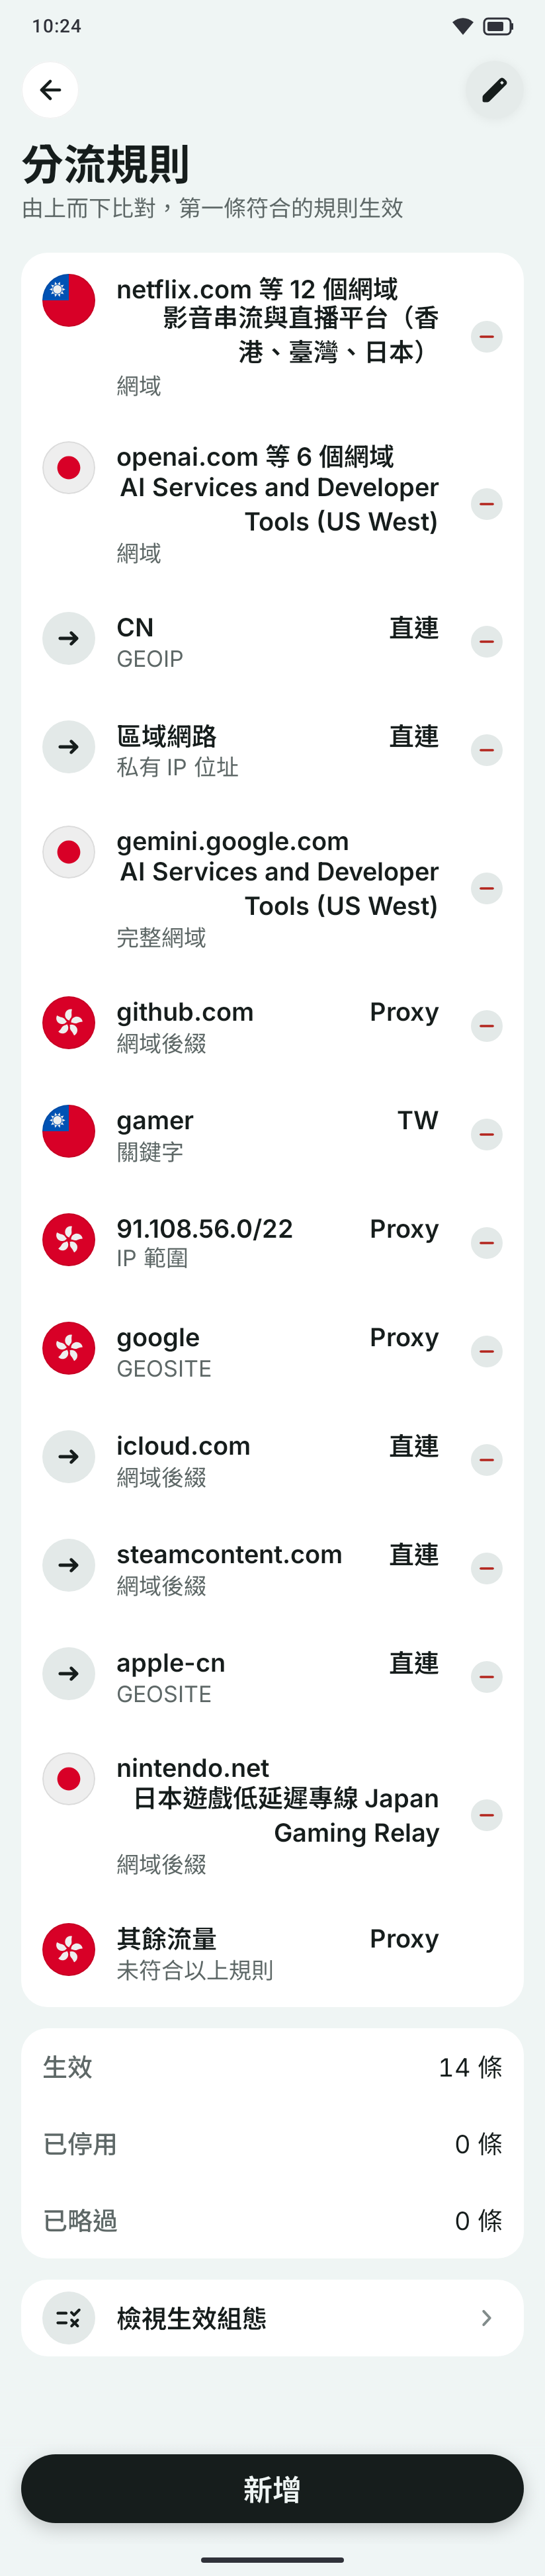 10:24
分流規則
由上而下比對，第一條符合的規則生效
netflix.com 等 12 個網域
影音串流與直播平台（香
港、臺灣、日本）
網域
openai.com 等 6 個網域
AI Services and Developer
Tools (US West)
網域
CN 直連
GEOIP
區域網路 直連
私有 IP 位址
gemini.google.com
AI Services and Developer
Tools (US West)
完整網域
github.com Proxy
網域後綴
gamer TW
關鍵字
91.108.56.0/22 Proxy
IP 範圍
google Proxy
GEOSITE
icloud.com 直連
網域後綴
steamcontent.com 直連
網域後綴
apple-cn 直連
GEOSITE
nintendo.net
日本遊戲低延遲專線 Japan
Gaming Relay
網域後綴
其餘流量 Proxy
未符合以上規則
生效 14 條
已停用 0 條
已略過 0 條
檢視生效組態
新增